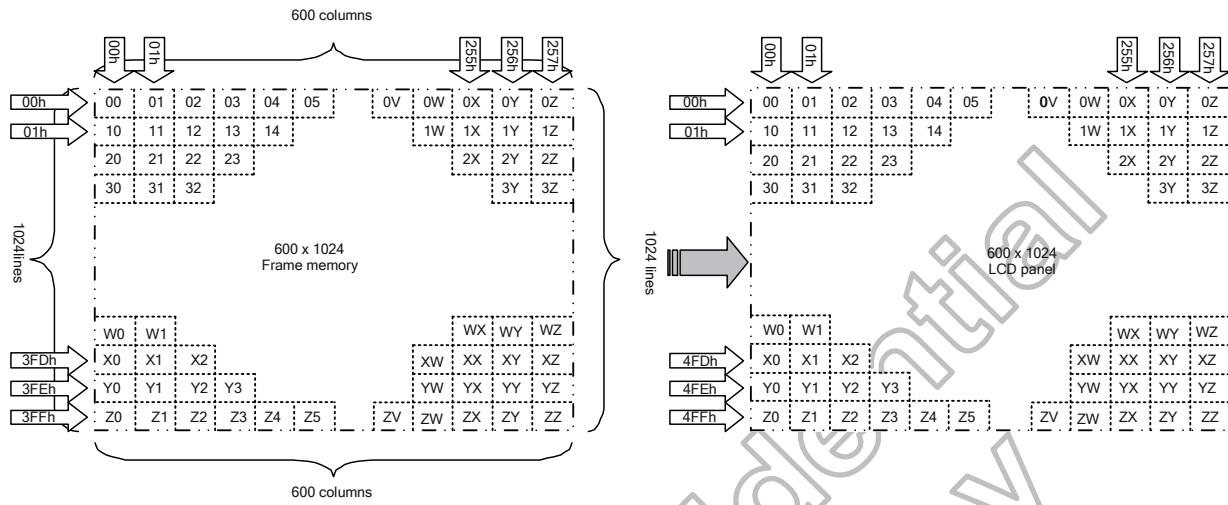 600 columns
00h 01h 255h 256h 257h 00h 01h 255h 256h 257h
00h 00 01 02 03 04 05 0V 0W 0X 0Y 0Z 00h 00 01 02 03 04 05 0V 0W 0X 0Y 0Z
01h 10 11 12 13 14 1W 1X 1Y 1Z 01h 10 11 12 13 14 1W 1X 1Y 1Z
20 21 22 23 2X 2Y 2Z 20 21 22 23 2X 2Y 2Z
30 31 32 3Y 3Z 30 31 32 3Y 3Z
1024lines 600 x 1024 1024 lines 600 x 1024
Frame memory LCD panel
W0 W1 WX WY WZ W0 W1 WX WY WZ
3FDh X0 X1 X2 XW XX XY XZ 4FDh X0 X1 X2 XW XX XY XZ
3FEh Y0 Y1 Y2 Y3 YW YX YY YZ 4FEh Y0 Y1 Y2 Y3 YW YX YY YZ
3FFh Z0 Z1 Z2 Z3 Z4 Z5 ZV ZW ZX ZY ZZ 4FFh Z0 Z1 Z2 Z3 Z4 Z5 ZV ZW ZX ZY ZZ
600 columns